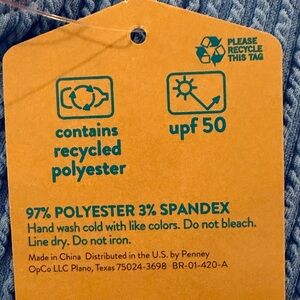 PLEASE
RECYCLE
THIS TAG
contains
recycled
polyester
upf 50
97% POLYESTER 3% SPANDEX
Hand wash cold with like colors. Do not bleach.
Line dry. Do not iron.
Made in China Distributed in the U.S. by Penney
OpCo LLC Plano, Texas 75024-3698 BR-01-420-A